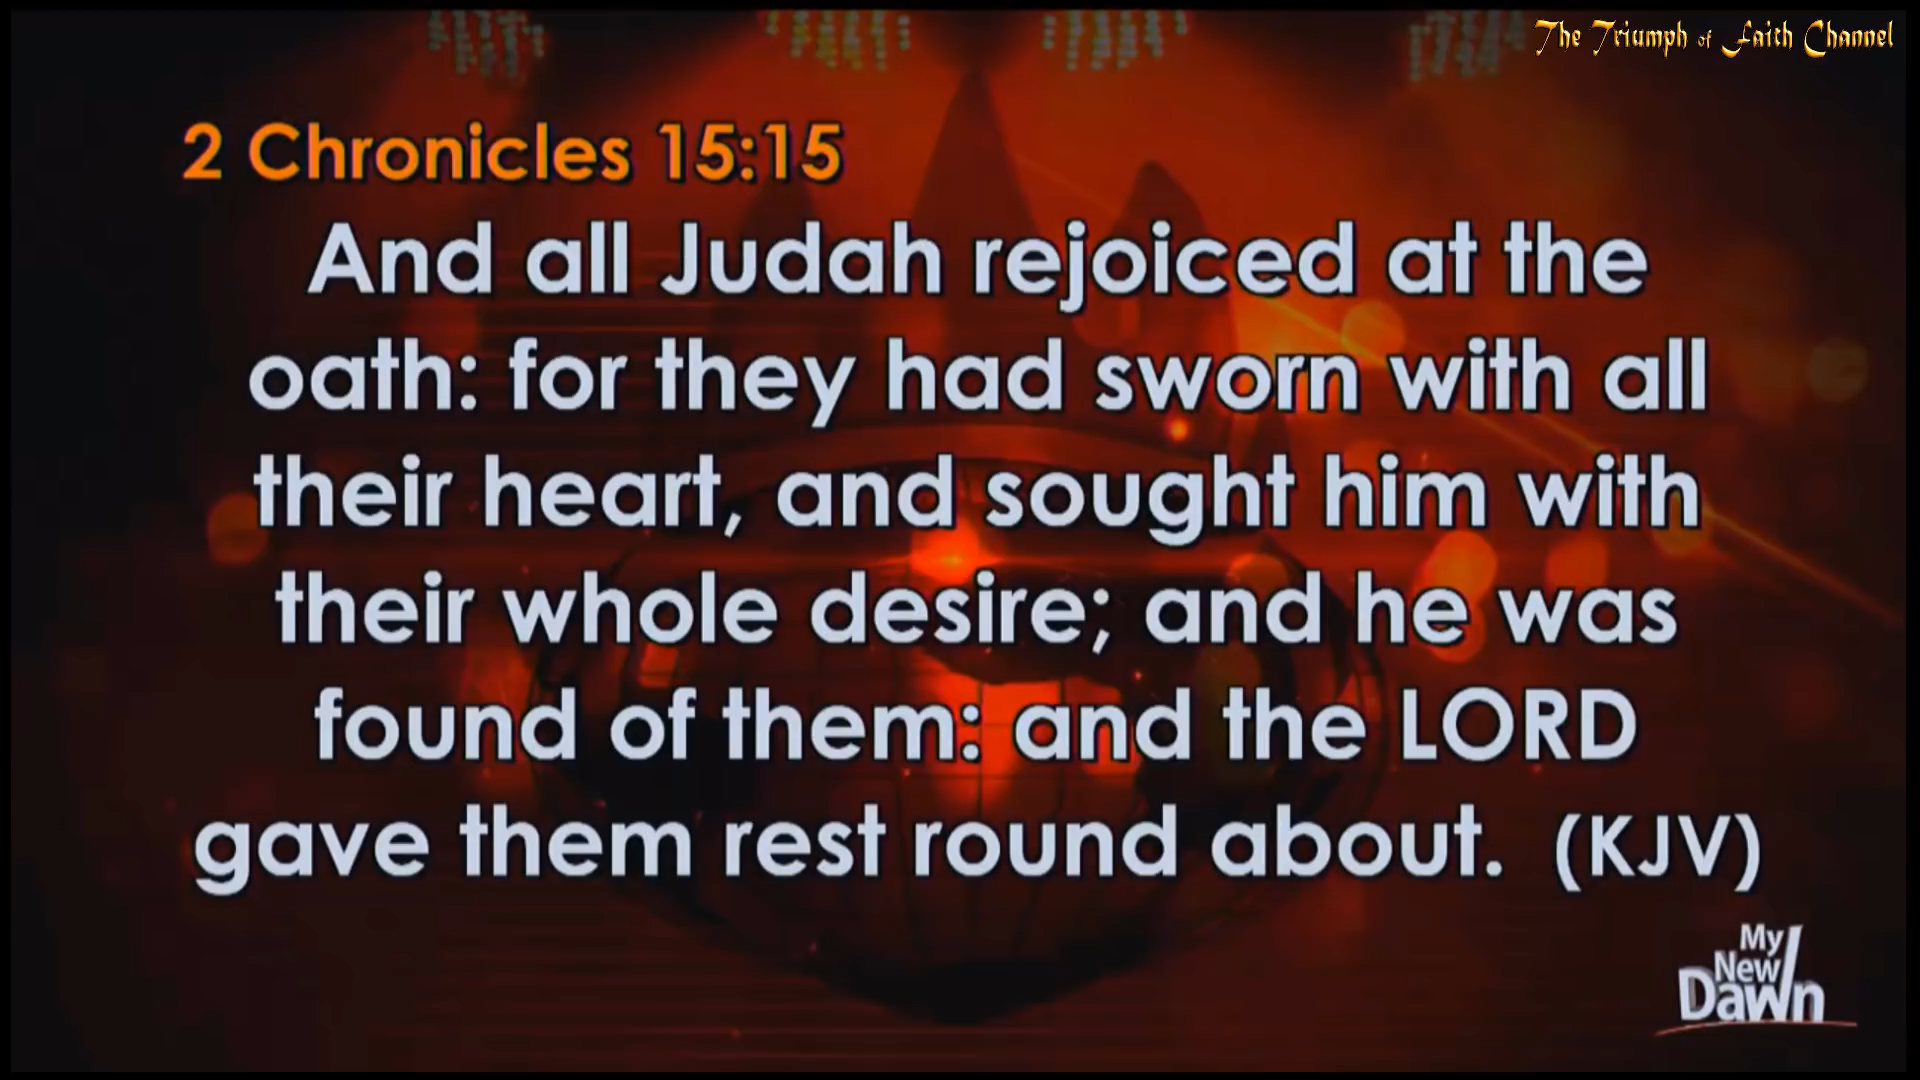 The Triumph of Faith Channel
2 Chronicles 15:15
And all Judah rejoiced at the
oath: for they had sworn with all
their heart, and sought him with
their whole desire; and he was
found of them: and the LORD
gave them rest round about. (KJV)
My
New
Dawn